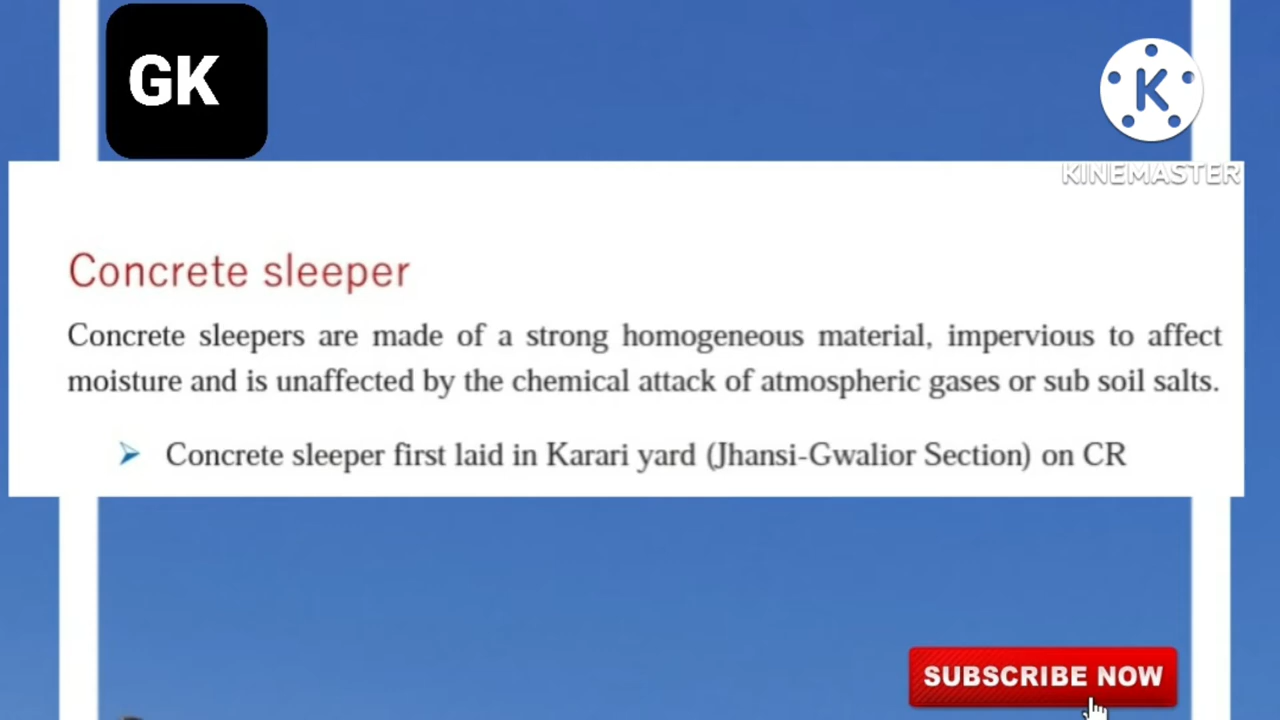 GK
K
KINEMASTER
Concrete sleeper
Concrete sleepers are made of a strong homogeneous material, impervious to affect
moisture and is unaffected by the chemical attack of atmospheric gases or sub soil salts.
Concrete sleeper first laid in Karari yard (Jhansi-Gwalior Section) on CR
SUBSCRIBE NOW